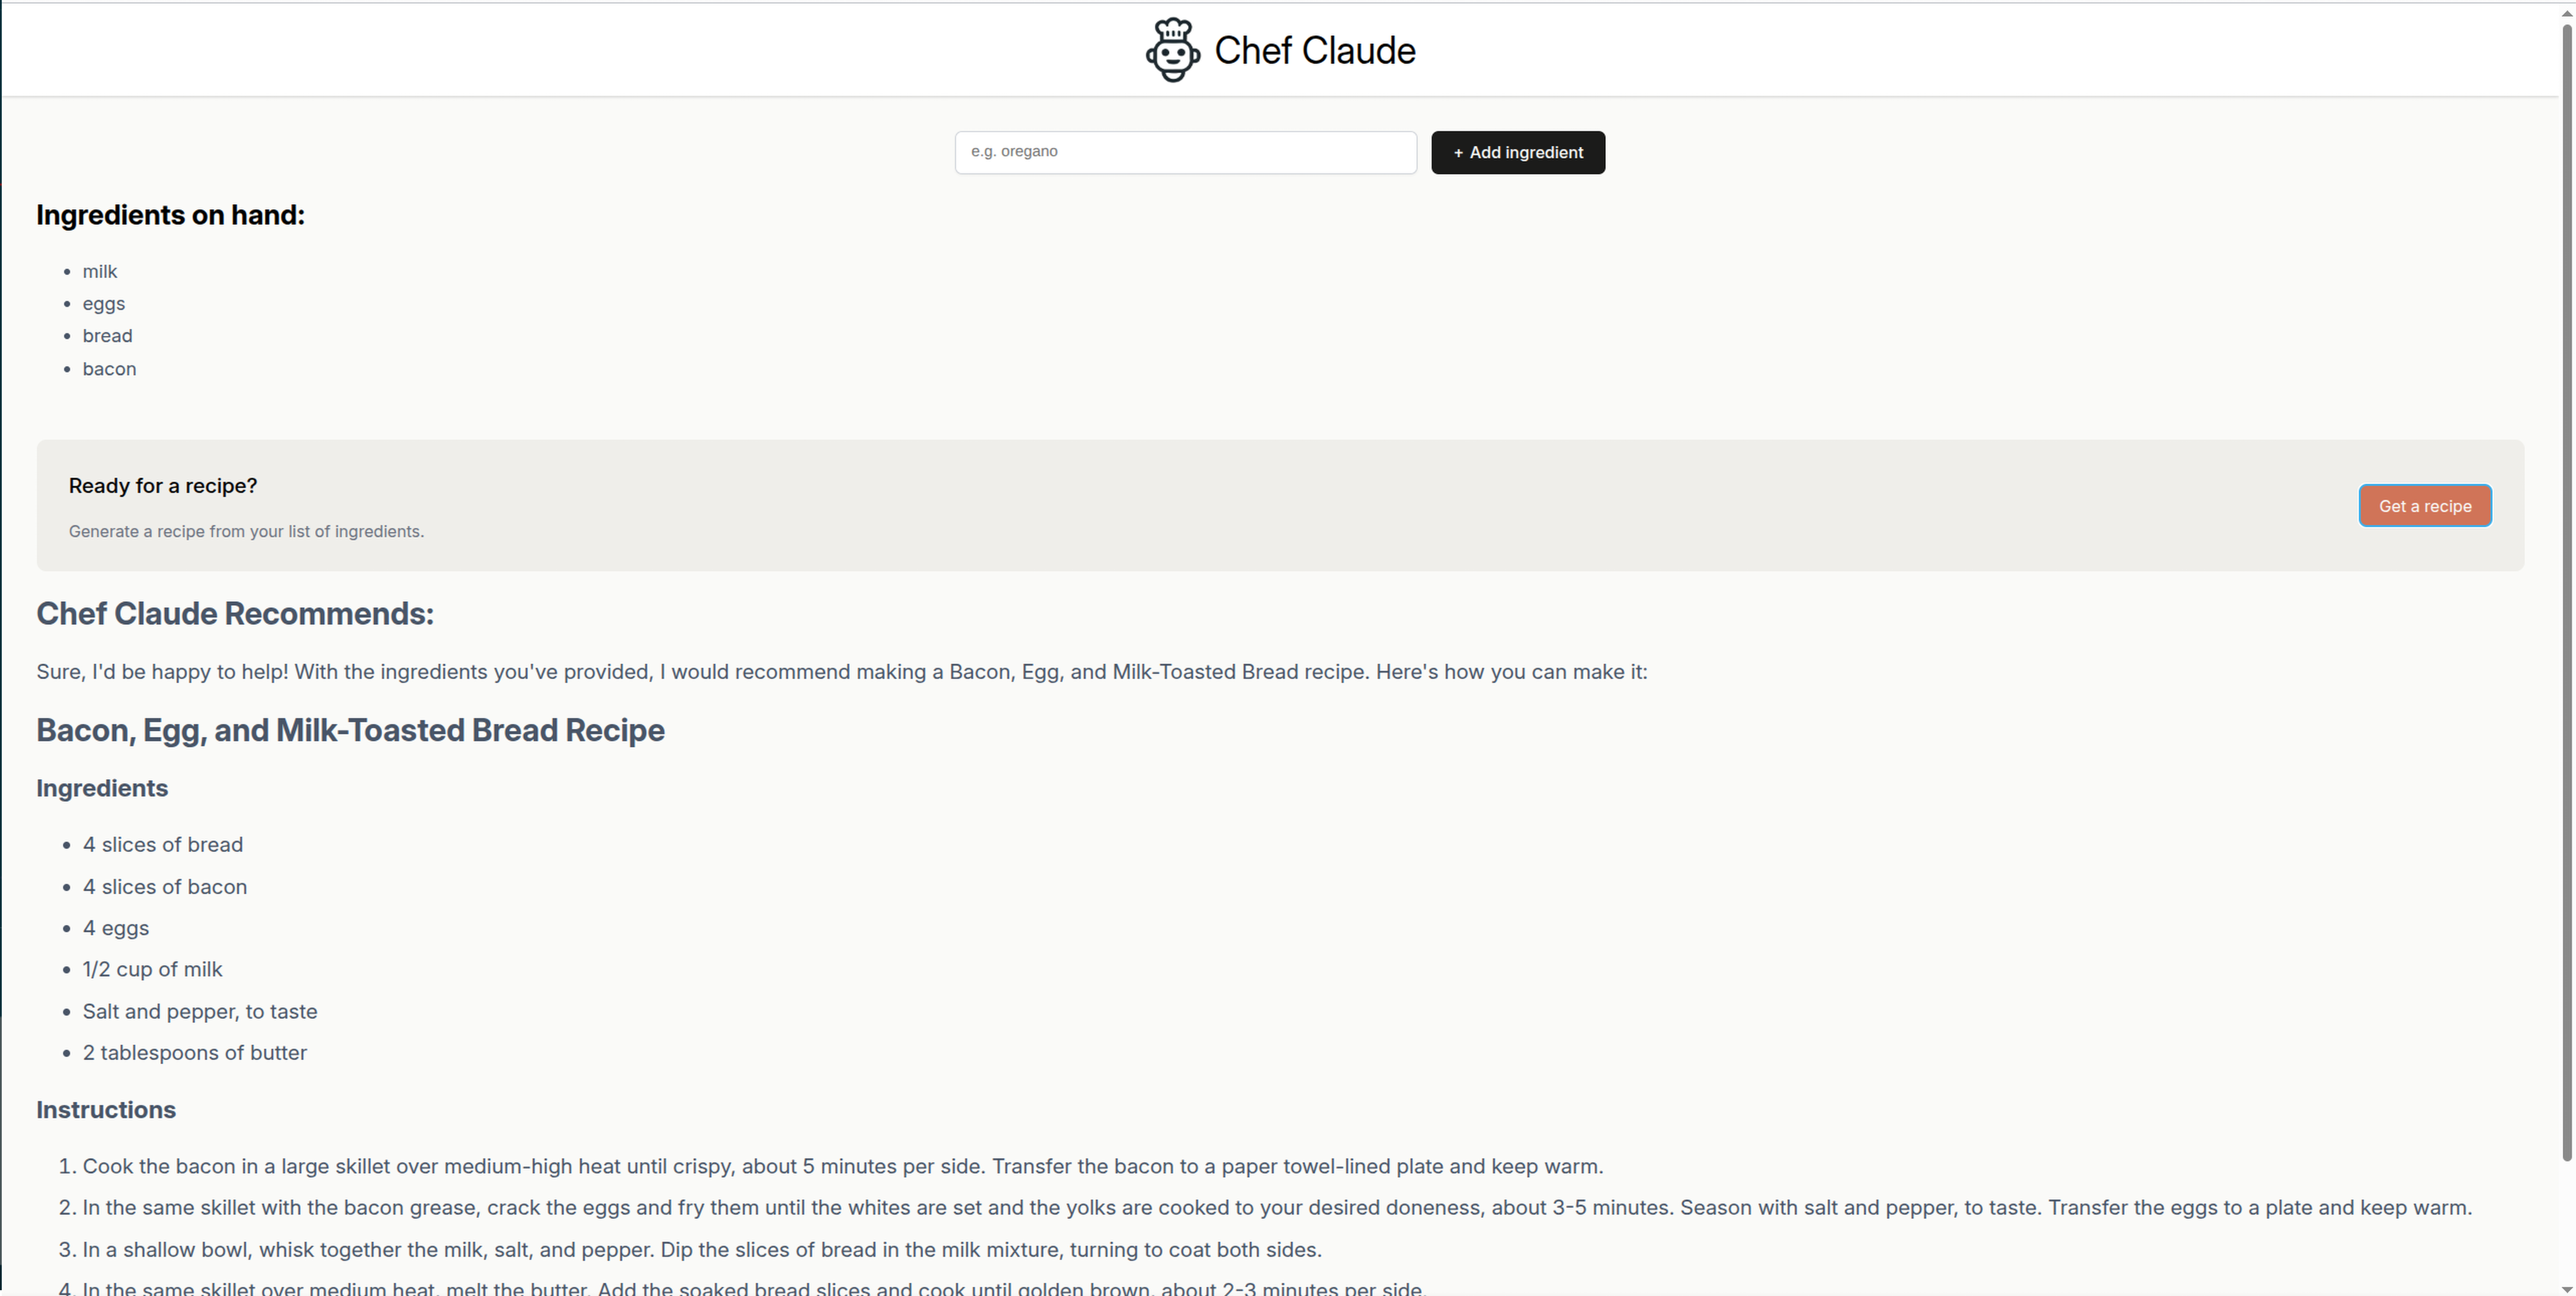 Chef Claude
e.g. oregano
+ Add ingredient
Ingredients on hand:
• milk
• eggs
• bread
• bacon
Ready for a recipe?
Generate a recipe from your list of ingredients.
Get a recipe
Chef Claude Recommends:
Sure, I'd be happy to help! With the ingredients you've provided, I would recommend making a Bacon, Egg, and Milk-Toasted Bread recipe. Here's how you can make it:
Bacon, Egg, and Milk-Toasted Bread Recipe
Ingredients
• 4 slices of bread
• 4 slices of bacon
• 4 eggs
• 1/2 cup of milk
• Salt and pepper, to taste
• 2 tablespoons of butter
Instructions
1. Cook the bacon in a large skillet over medium-high heat until crispy, about 5 minutes per side. Transfer the bacon to a paper towel-lined plate and keep warm.
2. In the same skillet with the bacon grease, crack the eggs and fry them until the whites are set and the yolks are cooked to your desired doneness, about 3-5 minutes. Season with salt and pepper, to taste. Transfer the eggs to a plate and keep warm.
3. In a shallow bowl, whisk together the milk, salt, and pepper. Dip the slices of bread in the milk mixture, turning to coat both sides.
4. In the same skillet over medium heat, melt the butter. Add the soaked bread slices and cook until golden brown, about 2-3 minutes per side.